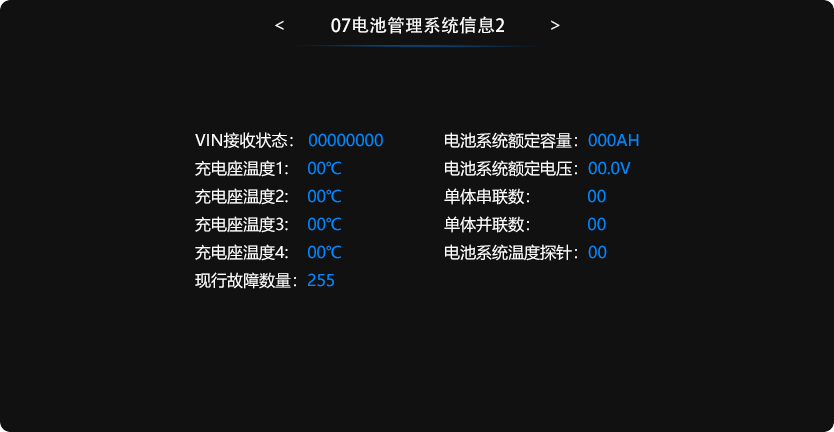 < 07电池管理系统信息2 >
VIN接收状态: 00000000
充电座温度1: 00℃
充电座温度2: 00℃
充电座温度3: 00℃
充电座温度4: 00℃
现行故障数量: 255
电池系统额定容量: 000AH
电池系统额定电压: 00.0V
单体串联数: 00
单体并联数: 00
电池系统温度探针: 00